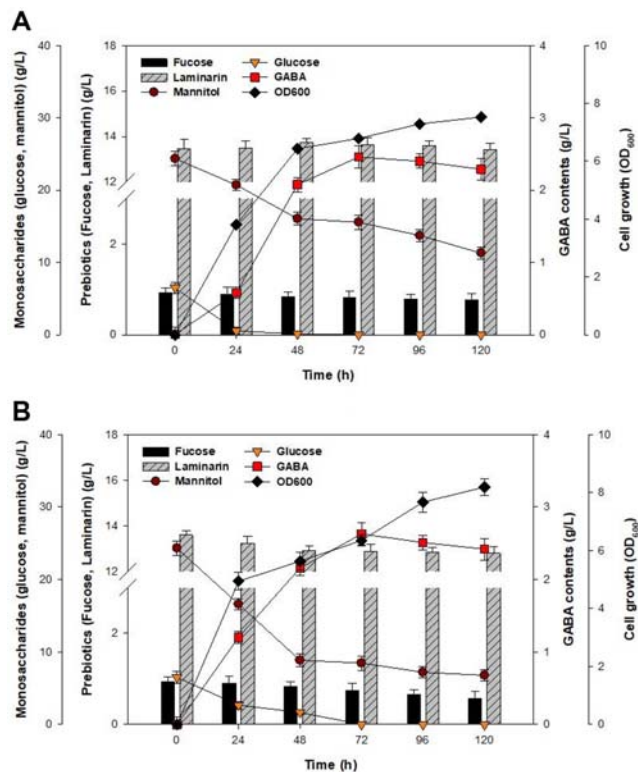 A
Monosaccharides (glucose, mannitol) (g/L)
40
30
20
10
0
Prebiotics (Fucose, Laminarin) (g/L)
18
16
14
12
2
0
Fucose
Laminarin
Mannitol
Glucose
GABA
OD600
4
3
2
1
0
GABA contents (g/L)
10
8
6
4
2
0
Cell growth (OD600)
0 24 48 72 96 120
Time (h)
B
Monosaccharides (glucose, mannitol) (g/L)
40
30
20
10
0
Prebiotics (Fucose, Laminarin) (g/L)
18
16
14
12
2
0
Fucose
Laminarin
Mannitol
Glucose
GABA
OD600
4
3
2
1
0
GABA contents (g/L)
10
8
6
4
2
0
Cell growth (OD600)
0 24 48 72 96 120
Time (h)